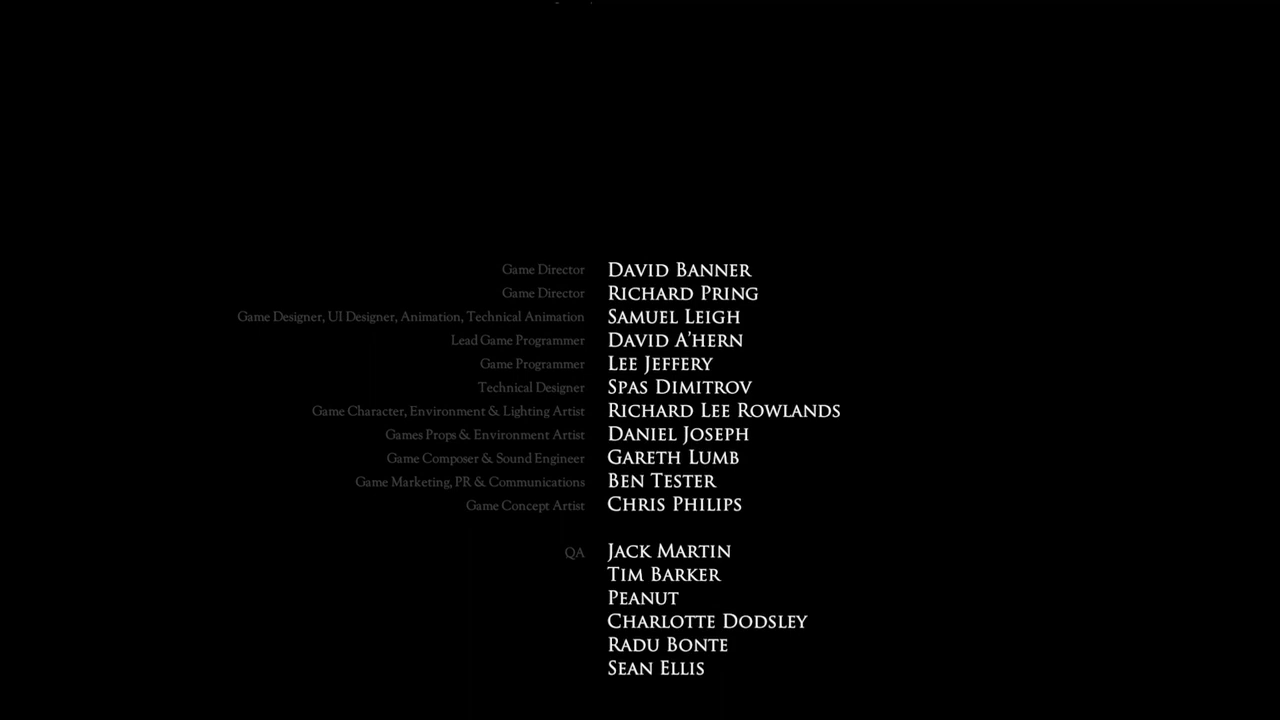 Game Director DAVID BANNER
Game Director RICHARD PRING
Game Designer, UI Designer, Animation, Technical Animation SAMUEL LEIGH
Lead Game Programmer DAVID A'HERN
Game Programmer LEE JEFFERY
Technical Designer SPAS DIMITROV
Game Character, Environment & Lighting Artist RICHARD LEE ROWLANDS
Games Props & Environment Artist DANIEL JOSEPH
Game Composer & Sound Engineer GARETH LUMB
Game Marketing, PR & Communications BEN TESTER
Game Concept Artist CHRIS PHILIPS
QA JACK MARTIN
TIM BARKER
PEANUT
CHARLOTTE DODSLEY
RADU BONTE
SEAN ELLIS